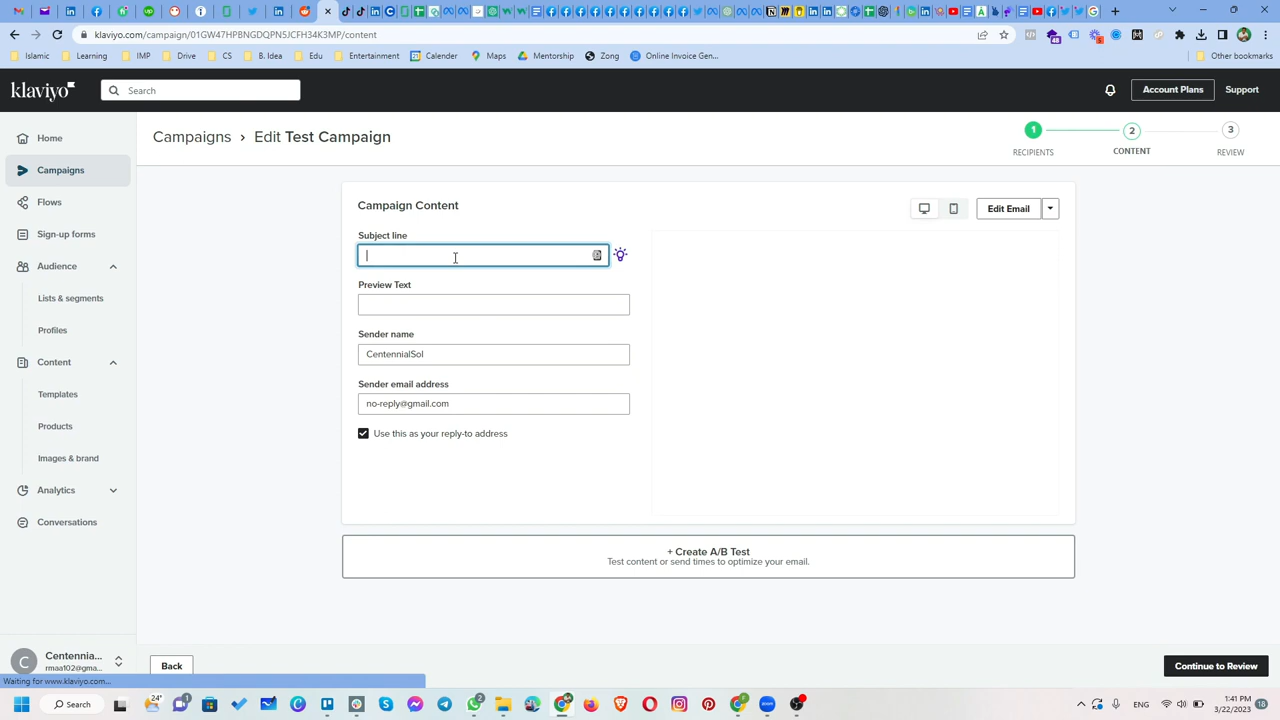 klaviyo.com/campaign/01GW47HPBNGDQPN5JCFH34K3MP/content
Islamic
Learning
IMP
Drive
CS
B. Idea
Edu
Entertainment
Calendar
Maps
Mentorship
Zong
Online Invoice Gen...
Other bookmarks
klaviyo
Search
Account Plans
Support
Home
Campaigns
Flows
Sign-up forms
Audience
Lists & segments
Profiles
Content
Templates
Products
Images & brand
Analytics
Conversations
C
Centennia...
rmaa102@gma...
Campaigns › Edit Test Campaign
1
RECIPIENTS
2
CONTENT
3
REVIEW
Campaign Content
Edit Email
Subject line
Preview Text
Sender name
CentennialSol
Sender email address
no-reply@gmail.com
Use this as your reply-to address
+ Create A/B Test
Test content or send times to optimize your email.
Back
Continue to Review
Waiting for www.klaviyo.com...
Search
24°
ENG
1:41 PM
3/22/2023
18